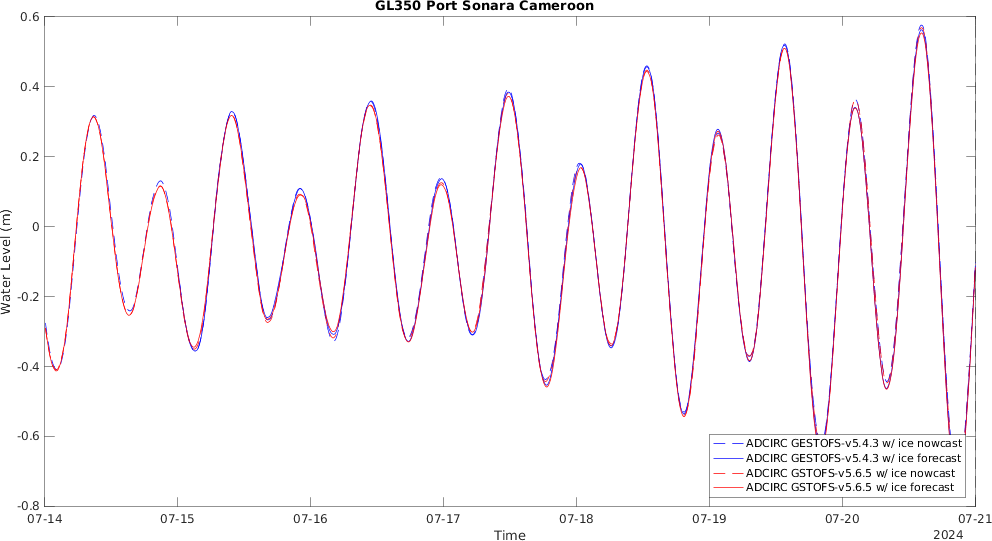 GL350 Port Sonara Cameroon
0.6
0.4
0.2
0
-0.2
-0.4
-0.6
-0.8
Water Level (m)
ADCIRC GESTOFS-v5.4.3 w/ ice nowcast
ADCIRC GESTOFS-v5.4.3 w/ ice forecast
ADCIRC GSTOFS-v5.6.5 w/ ice nowcast
ADCIRC GSTOFS-v5.6.5 w/ ice forecast
07-14 07-15 07-16 07-17 07-18 07-19 07-20 07-21
Time
2024